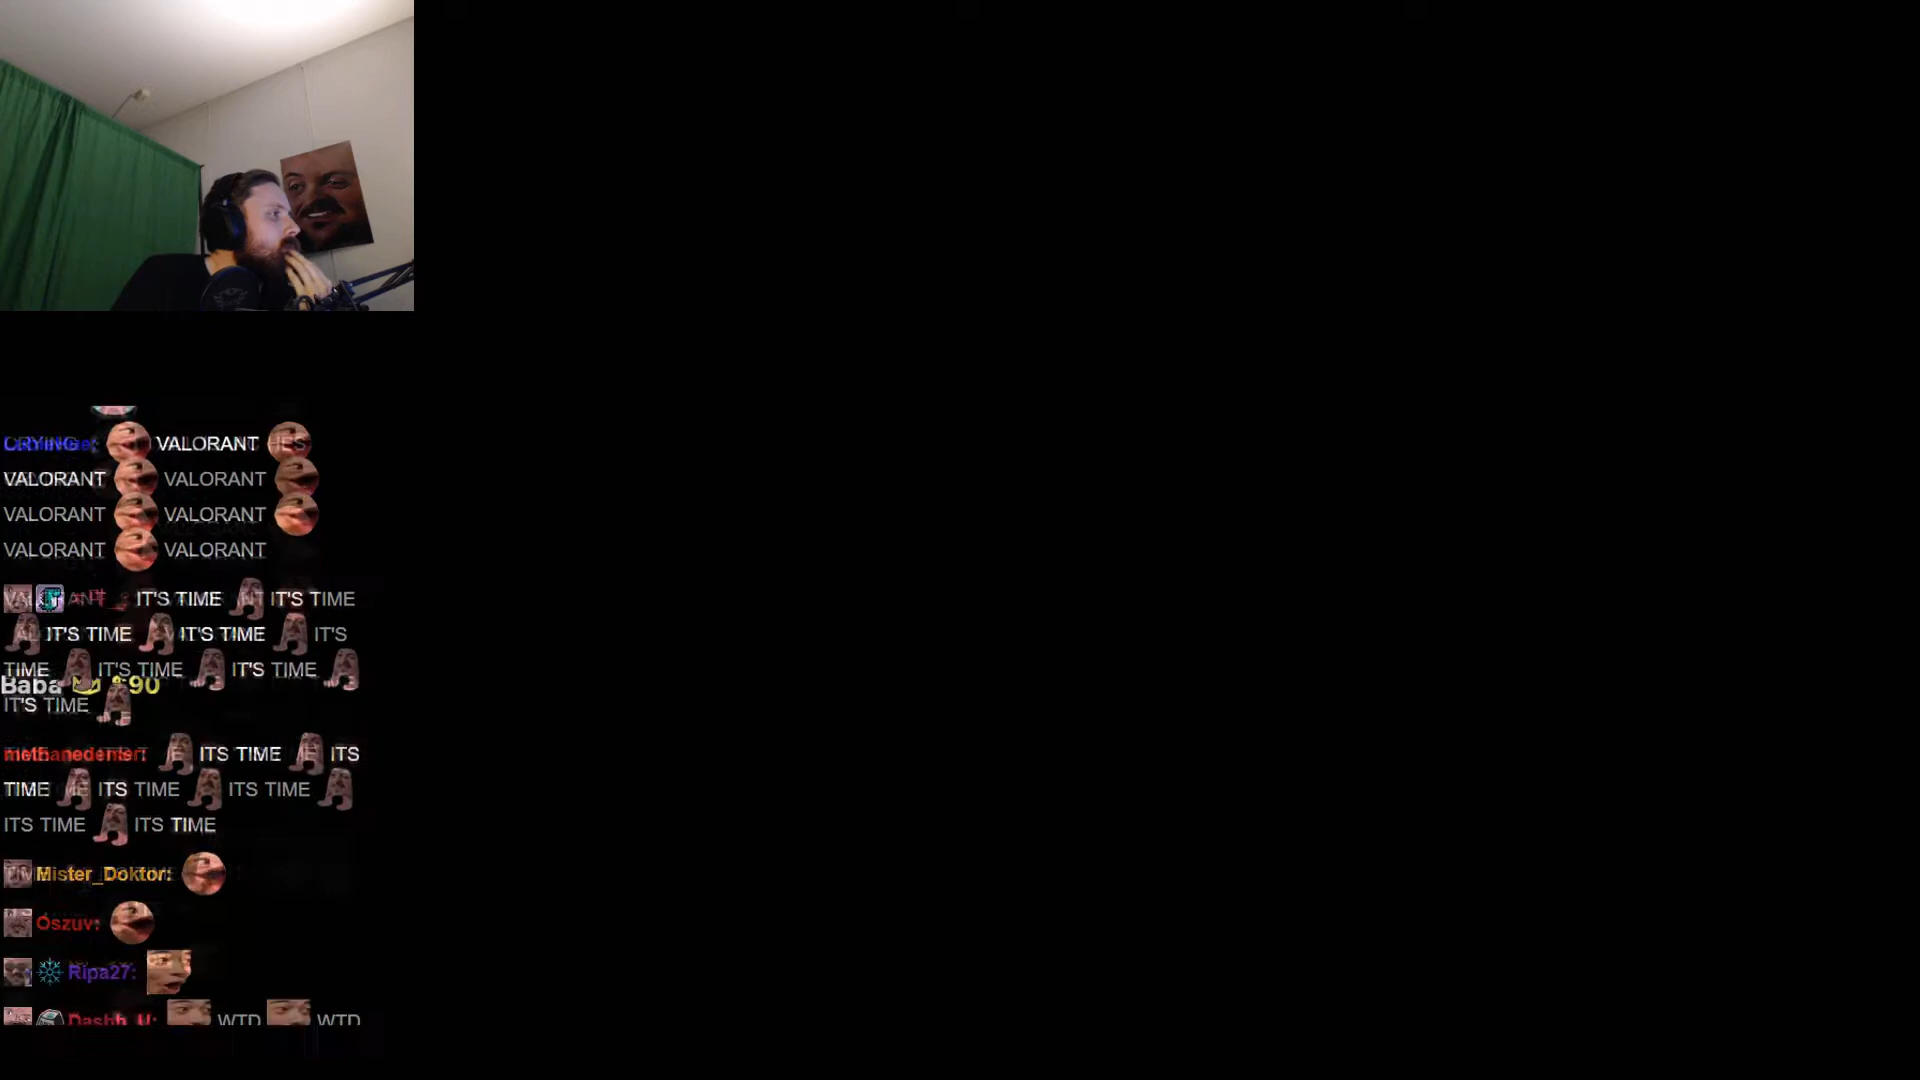 VALORANT
VALORANT VALORANT
VALORANT VALORANT
VALORANT VALORANT
IT'S TIME IT'S TIME
IT'S TIME IT'S TIME IT'S
TIME IT'S TIME IT'S TIME
Baba 90
IT'S TIME
ITS TIME ITS
TIME ITS TIME ITS TIME
ITS TIME ITS TIME
Mister_Doktor:
Oszuv:
Ripa27:
WTD WTD